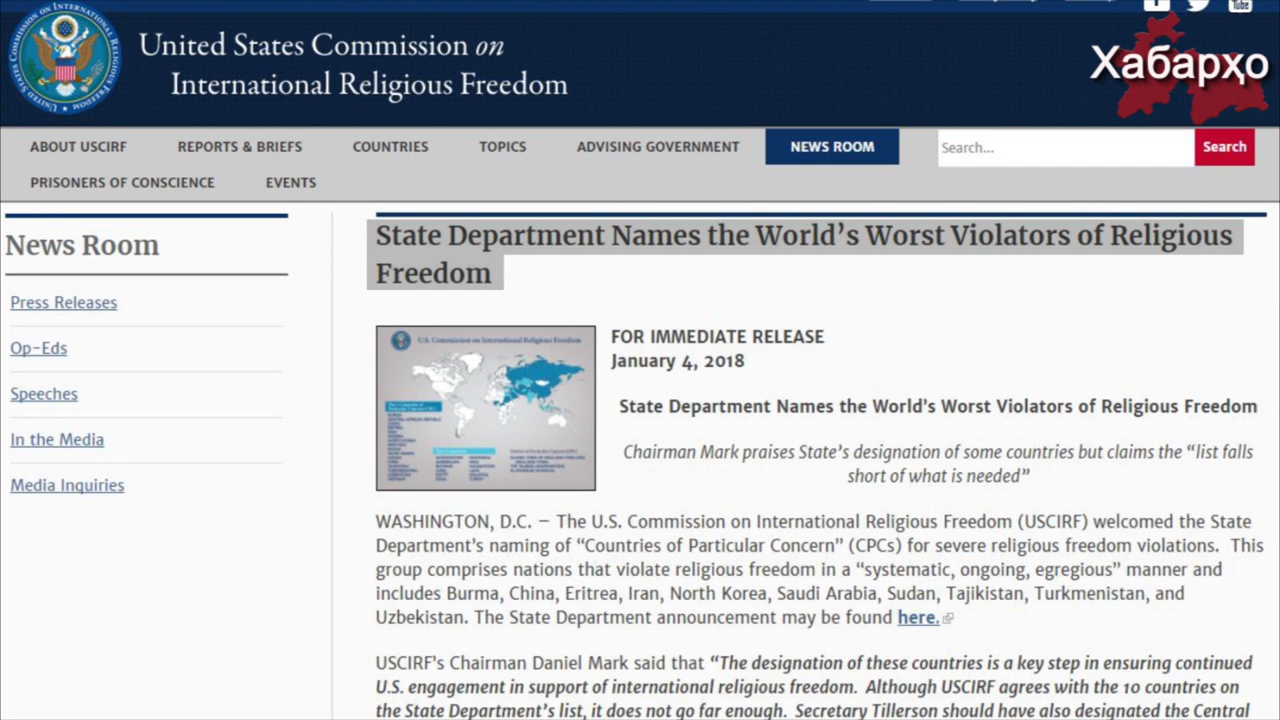 United States Commission on
International Religious Freedom
Хабарҳо
ABOUT USCIRF REPORTS & BRIEFS COUNTRIES TOPICS ADVISING GOVERNMENT NEWS ROOM Search... Search
PRISONERS OF CONSCIENCE EVENTS
News Room
Press Releases
Op-Eds
Speeches
In the Media
Media Inquiries
State Department Names the World's Worst Violators of Religious
Freedom
U.S. Commission on International Religious Freedom
FOR IMMEDIATE RELEASE
January 4, 2018
State Department Names the World's Worst Violators of Religious Freedom
Chairman Mark praises State's designation of some countries but claims the “list falls
short of what is needed”
WASHINGTON, D.C. – The U.S. Commission on International Religious Freedom (USCIRF) welcomed the State
Department's naming of “Countries of Particular Concern” (CPCs) for severe religious freedom violations. This
group comprises nations that violate religious freedom in a “systematic, ongoing, egregious” manner and
includes Burma, China, Eritrea, Iran, North Korea, Saudi Arabia, Sudan, Tajikistan, Turkmenistan, and
Uzbekistan. The State Department announcement may be found here.
USCIRF's Chairman Daniel Mark said that “The designation of these countries is a key step in ensuring continued
U.S. engagement in support of international religious freedom. Although USCIRF agrees with the 10 countries on
the State Department's list, it does not go far enough. Secretary Tillerson should have also designated the Central